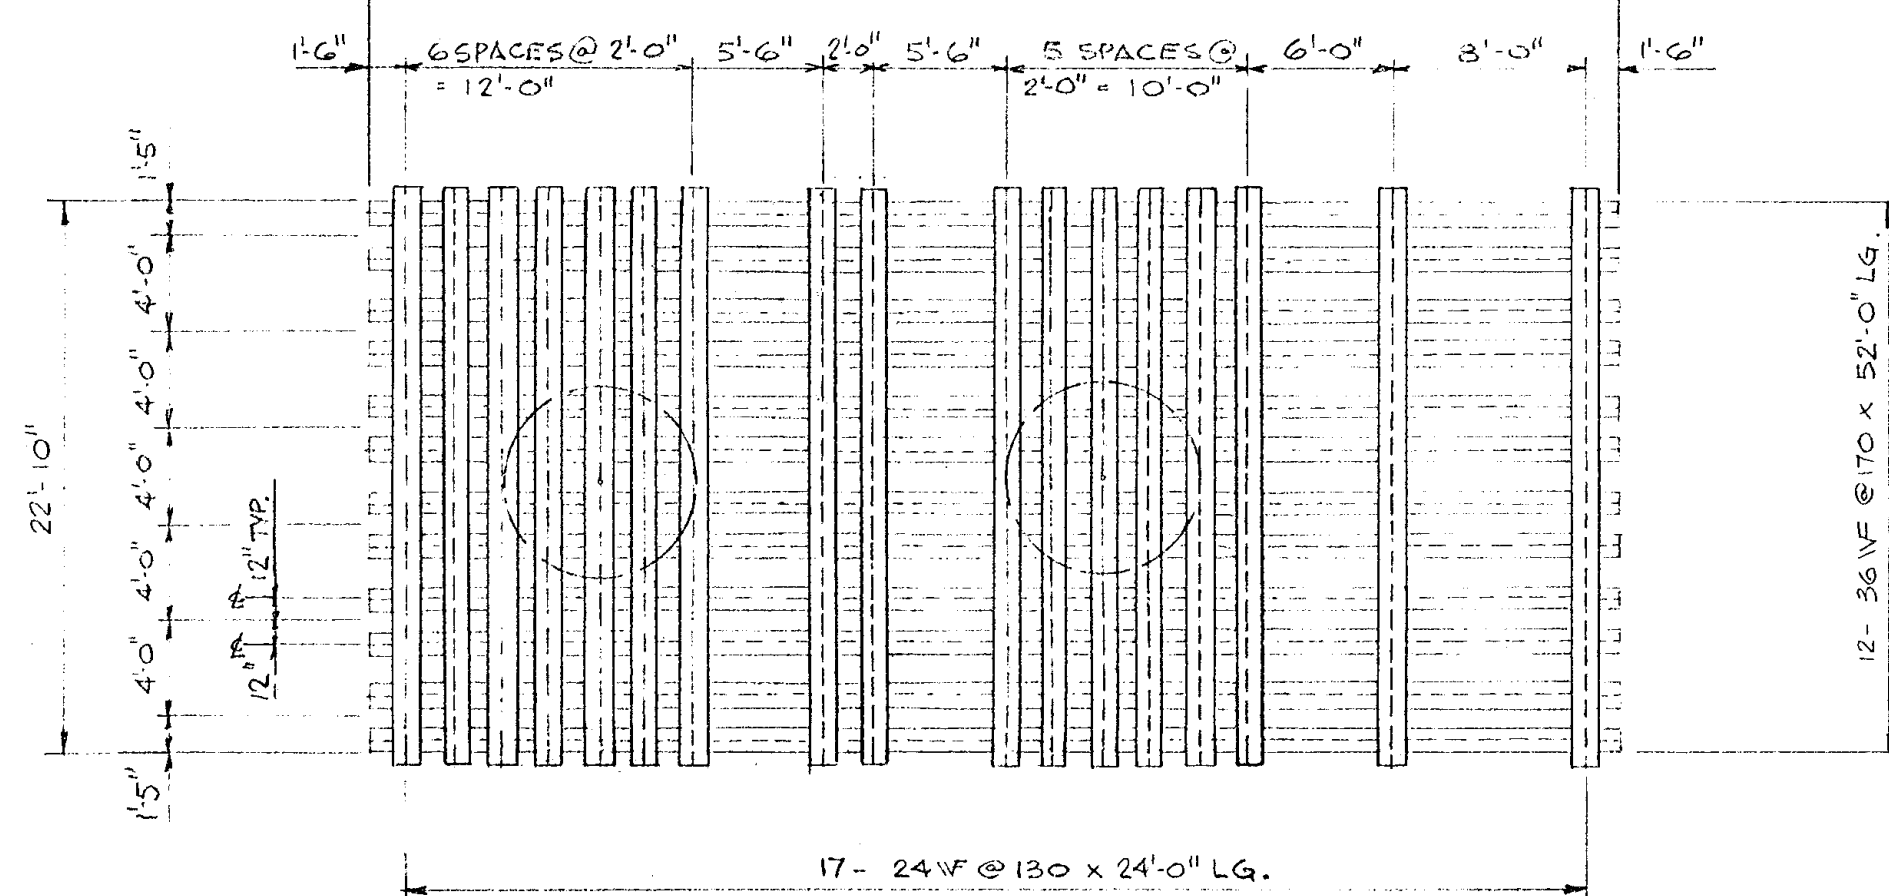 1'-6"
6 SPACES @ 2'-0"
= 12'-0"
5'-6"
2'-0"
5'-6"
5 SPACES @
2'-0" = 10'-0"
6'-0"
8'-0"
1'-6"
1'-5"
4'-0"
4'-0"
4'-0"
4'-0"
4'-0"
1'-5"
22'-10"
12" TYP.
12"
12 - 36 WF @ 170 x 52'-0" LG.
17 - 24 WF @ 130 x 24'-0" LG.